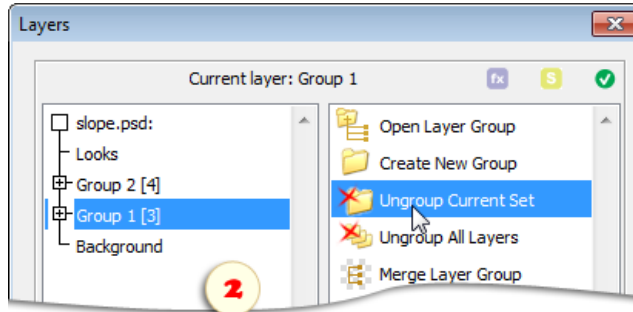 Layers
Current layer: Group 1
fx
S
slope.psd:
Looks
Group 2 [4]
Group 1 [3]
Background
Open Layer Group
Create New Group
Ungroup Current Set
Ungroup All Layers
Merge Layer Group
2